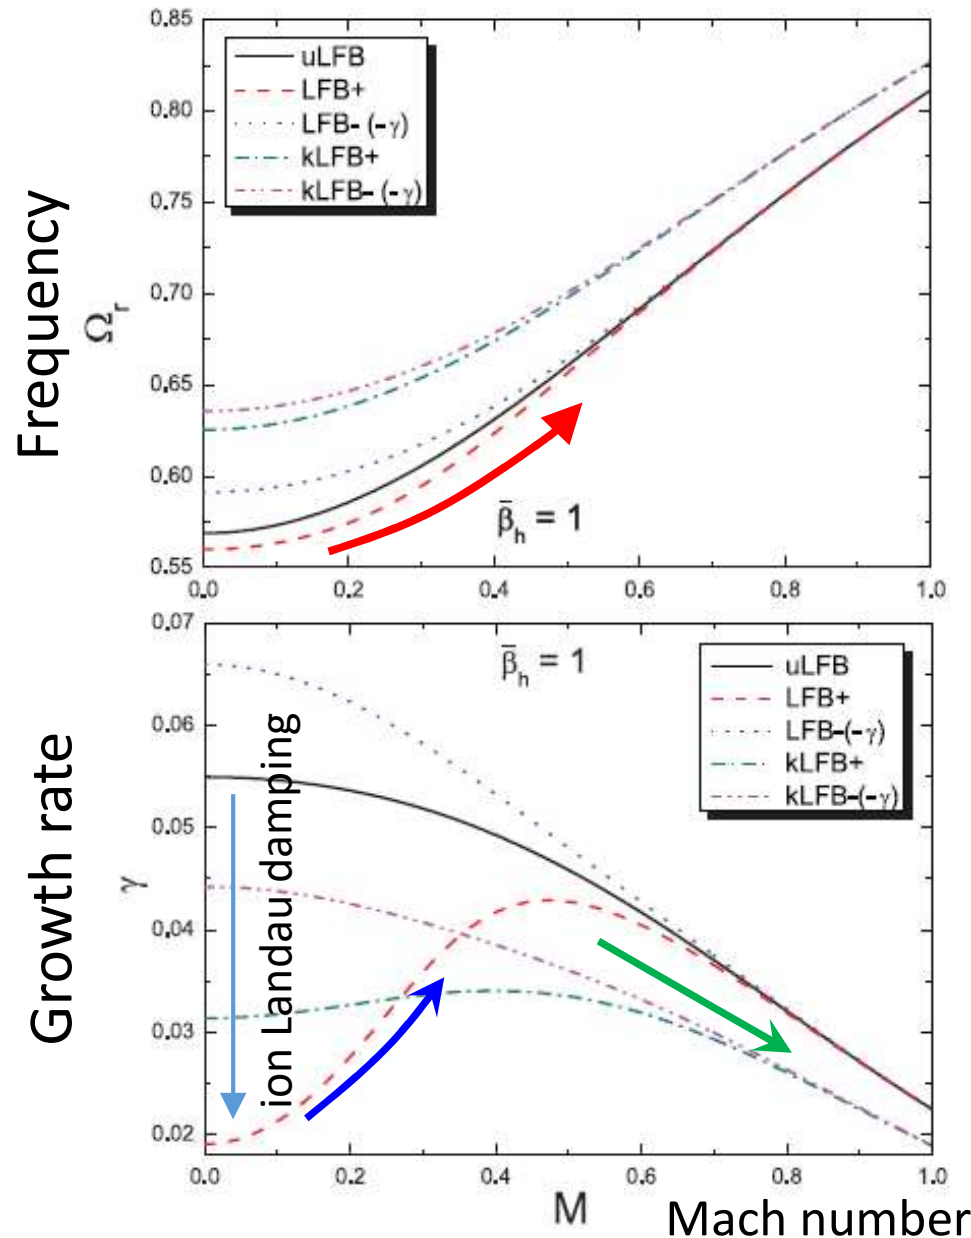 0.85
0.80
0.75
0.70
0.65
0.60
0.55
uLFB
LFB+
LFB- (-γ)
kLFB+
kLFB- (-γ)
Frequency
Ω_r
β̄_h = 1
0.0 0.2 0.4 0.6 0.8 1.0
0.07
0.06
0.05
0.04
0.03
0.02
β̄_h = 1
uLFB
LFB+
LFB-(-γ)
kLFB+
kLFB-(-γ)
Growth rate
γ
ion Landau damping
0.0 0.2 0.4 0.6 0.8 1.0
M
Mach number